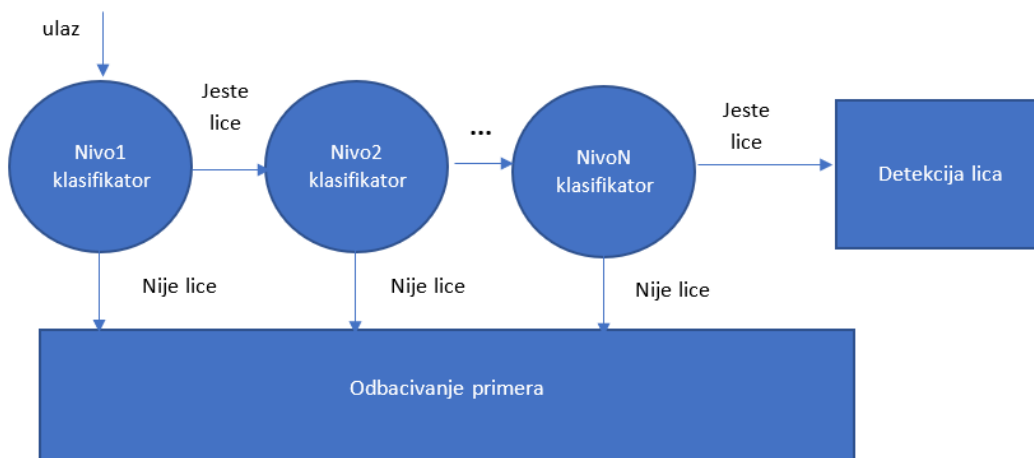 ulaz
Nivo1
klasifikator
Jeste
lice
Nivo2
klasifikator
...
NivoN
klasifikator
Jeste
lice
Detekcija lica
Nije lice
Nije lice
Nije lice
Odbacivanje primera